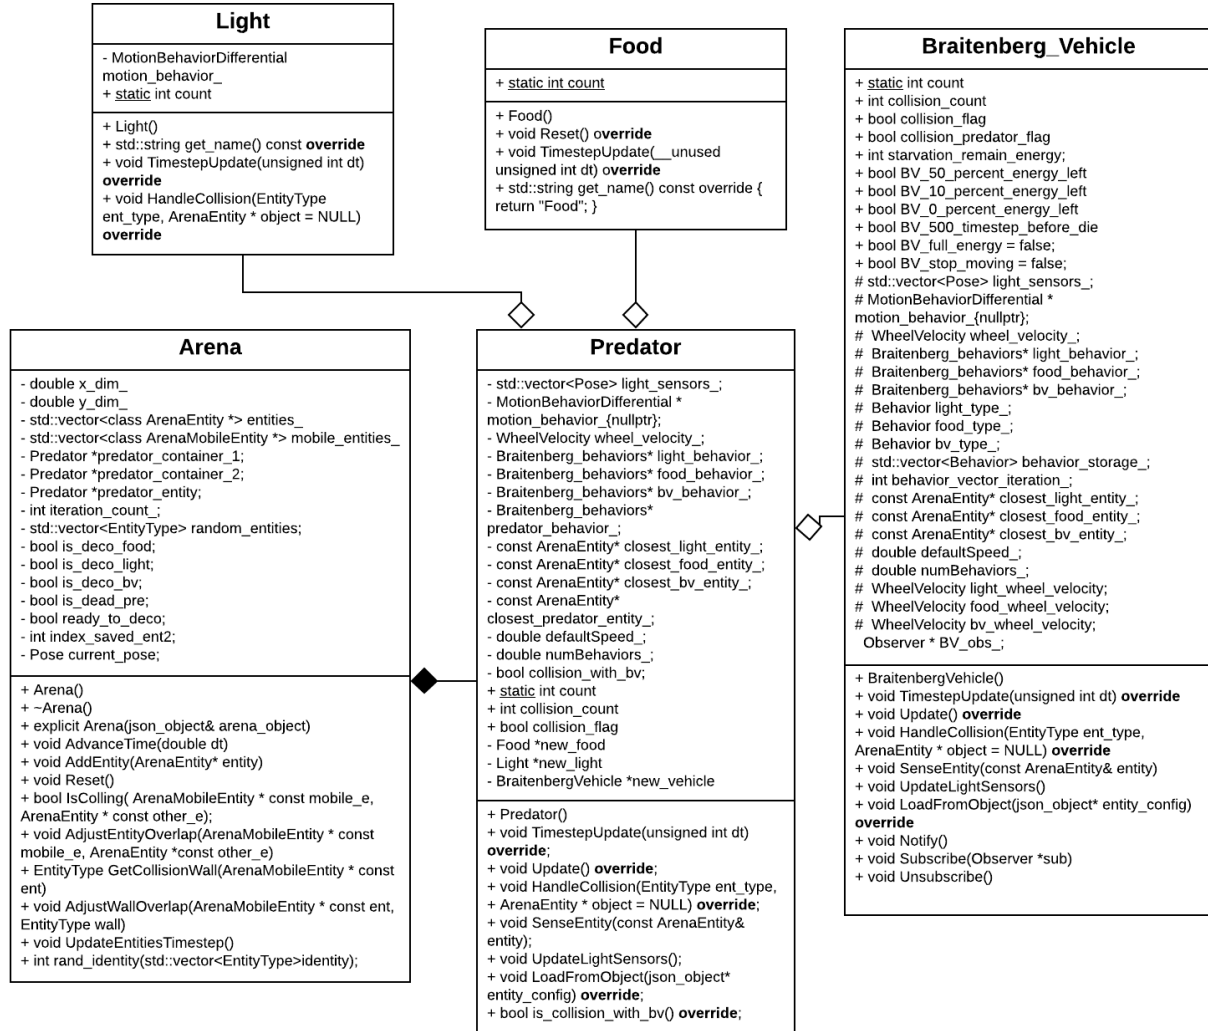 Light
- MotionBehaviorDifferential
motion_behavior_
+ static int count
+ Light()
+ std::string get_name() const override
+ void TimestepUpdate(unsigned int dt)
override
+ void HandleCollision(EntityType
ent_type, ArenaEntity * object = NULL)
override
Food
+ static int count
+ Food()
+ void Reset() override
+ void TimestepUpdate(__unused
unsigned int dt) override
+ std::string get_name() const override {
return "Food"; }
Braitenberg_Vehicle
+ static int count
+ int collision_count
+ bool collision_flag
+ bool collision_predator_flag
+ int starvation_remain_energy;
+ bool BV_50_percent_energy_left
+ bool BV_10_percent_energy_left
+ bool BV_0_percent_energy_left
+ bool BV_500_timestep_before_die
+ bool BV_full_energy = false;
+ bool BV_stop_moving = false;
# std::vector<Pose> light_sensors_;
# MotionBehaviorDifferential *
motion_behavior_{nullptr};
# WheelVelocity wheel_velocity_;
# Braitenberg_behaviors* light_behavior_;
# Braitenberg_behaviors* food_behavior_;
# Braitenberg_behaviors* bv_behavior_;
# Behavior light_type_;
# Behavior food_type_;
# Behavior bv_type_;
# std::vector<Behavior> behavior_storage_;
# int behavior_vector_iteration_;
# const ArenaEntity* closest_light_entity_;
# const ArenaEntity* closest_food_entity_;
# const ArenaEntity* closest_bv_entity_;
# double defaultSpeed_;
# double numBehaviors_;
# WheelVelocity light_wheel_velocity;
# WheelVelocity food_wheel_velocity;
# WheelVelocity bv_wheel_velocity;
Observer * BV_obs_;
+ BraitenbergVehicle()
+ void TimestepUpdate(unsigned int dt) override
+ void Update() override
+ void HandleCollision(EntityType ent_type,
ArenaEntity * object = NULL) override
+ void SenseEntity(const ArenaEntity& entity)
+ void UpdateLightSensors()
+ void LoadFromObject(json_object* entity_config)
override
+ void Notify()
+ void Subscribe(Observer *sub)
+ void Unsubscribe()
Arena
- double x_dim_
- double y_dim_
- std::vector<class ArenaEntity *> entities_
- std::vector<class ArenaMobileEntity *> mobile_entities_
- Predator *predator_container_1;
- Predator *predator_container_2;
- Predator *predator_entity;
- int iteration_count_;
- std::vector<EntityType> random_entities;
- bool is_deco_food;
- bool is_deco_light;
- bool is_deco_bv;
- bool is_dead_pre;
- bool ready_to_deco;
- int index_saved_ent2;
- Pose current_pose;
+ Arena()
+ ~Arena()
+ explicit Arena(json_object& arena_object)
+ void AdvanceTime(double dt)
+ void AddEntity(ArenaEntity* entity)
+ void Reset()
+ bool IsColling( ArenaMobileEntity * const mobile_e,
ArenaEntity * const other_e);
+ void AdjustEntityOverlap(ArenaMobileEntity * const
mobile_e, ArenaEntity *const other_e)
+ EntityType GetCollisionWall(ArenaMobileEntity * const
ent)
+ void AdjustWallOverlap(ArenaMobileEntity * const ent,
EntityType wall)
+ void UpdateEntitiesTimestep()
+ int rand_identity(std::vector<EntityType>identity);
Predator
- std::vector<Pose> light_sensors_;
- MotionBehaviorDifferential *
motion_behavior_{nullptr};
- WheelVelocity wheel_velocity_;
- Braitenberg_behaviors* light_behavior_;
- Braitenberg_behaviors* food_behavior_;
- Braitenberg_behaviors* bv_behavior_;
- Braitenberg_behaviors*
predator_behavior_;
- const ArenaEntity* closest_light_entity_;
- const ArenaEntity* closest_food_entity_;
- const ArenaEntity* closest_bv_entity_;
- const ArenaEntity*
closest_predator_entity_;
- double defaultSpeed_;
- double numBehaviors_;
- bool collision_with_bv;
+ static int count
+ int collision_count
+ bool collision_flag
- Food *new_food
- Light *new_light
- BraitenbergVehicle *new_vehicle
+ Predator()
+ void TimestepUpdate(unsigned int dt)
override;
+ void Update() override;
+ void HandleCollision(EntityType ent_type,
+ ArenaEntity * object = NULL) override;
+ void SenseEntity(const ArenaEntity&
entity);
+ void UpdateLightSensors();
+ void LoadFromObject(json_object*
entity_config) override;
+ bool is_collision_with_bv() override;